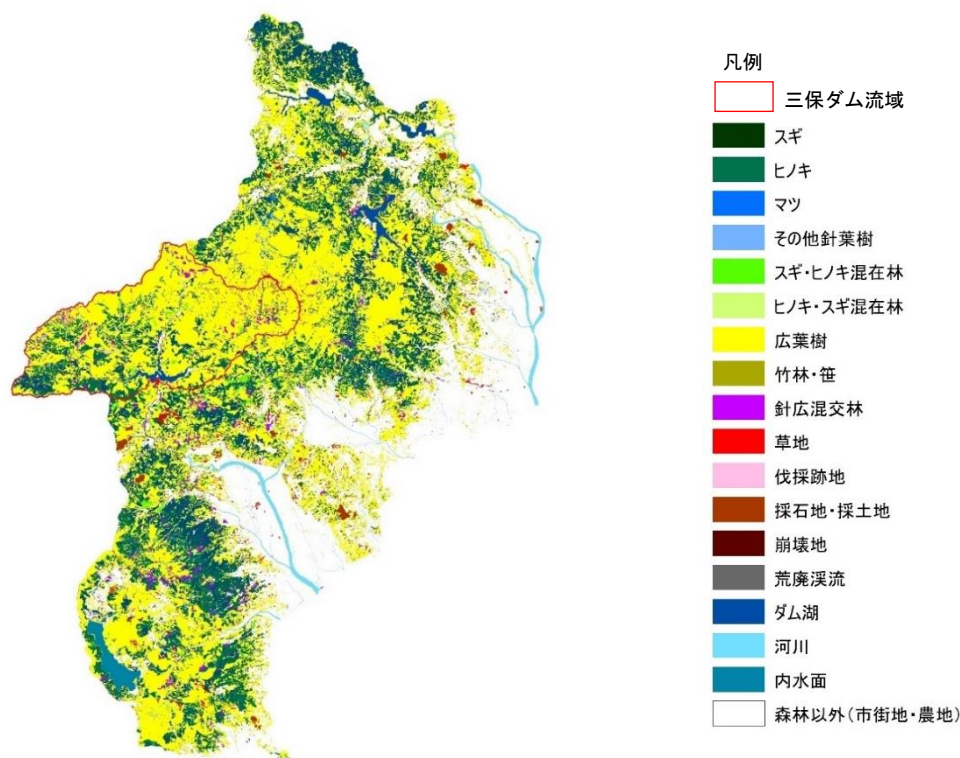 凡例
三保ダム流域
スギ
ヒノキ
マツ
その他針葉樹
スギ・ヒノキ混在林
ヒノキ・スギ混在林
広葉樹
竹林・笹
針広混交林
草地
伐採跡地
採石地・採土地
崩壊地
荒廃渓流
ダム湖
河川
内水面
森林以外(市街地・農地)